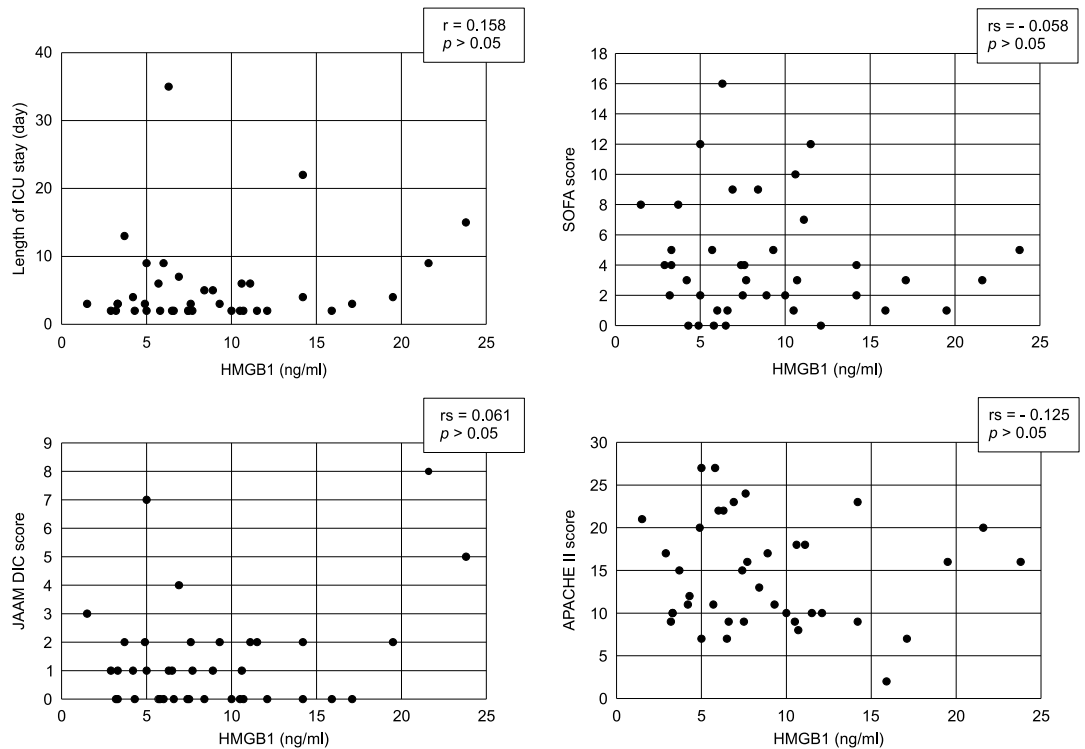 r = 0.158
p > 0.05
40
30
20
10
0
Length of ICU stay (day)
0 5 10 15 20 25
HMGB1 (ng/ml)
rs = - 0.058
p > 0.05
18
16
14
12
10
8
6
4
2
0
SOFA score
0 5 10 15 20 25
HMGB1 (ng/ml)
rs = 0.061
p > 0.05
9
8
7
6
5
4
3
2
1
0
JAAM DIC score
0 5 10 15 20 25
HMGB1 (ng/ml)
rs = - 0.125
p > 0.05
30
25
20
15
10
5
0
APACHE II score
0 5 10 15 20 25
HMGB1 (ng/ml)